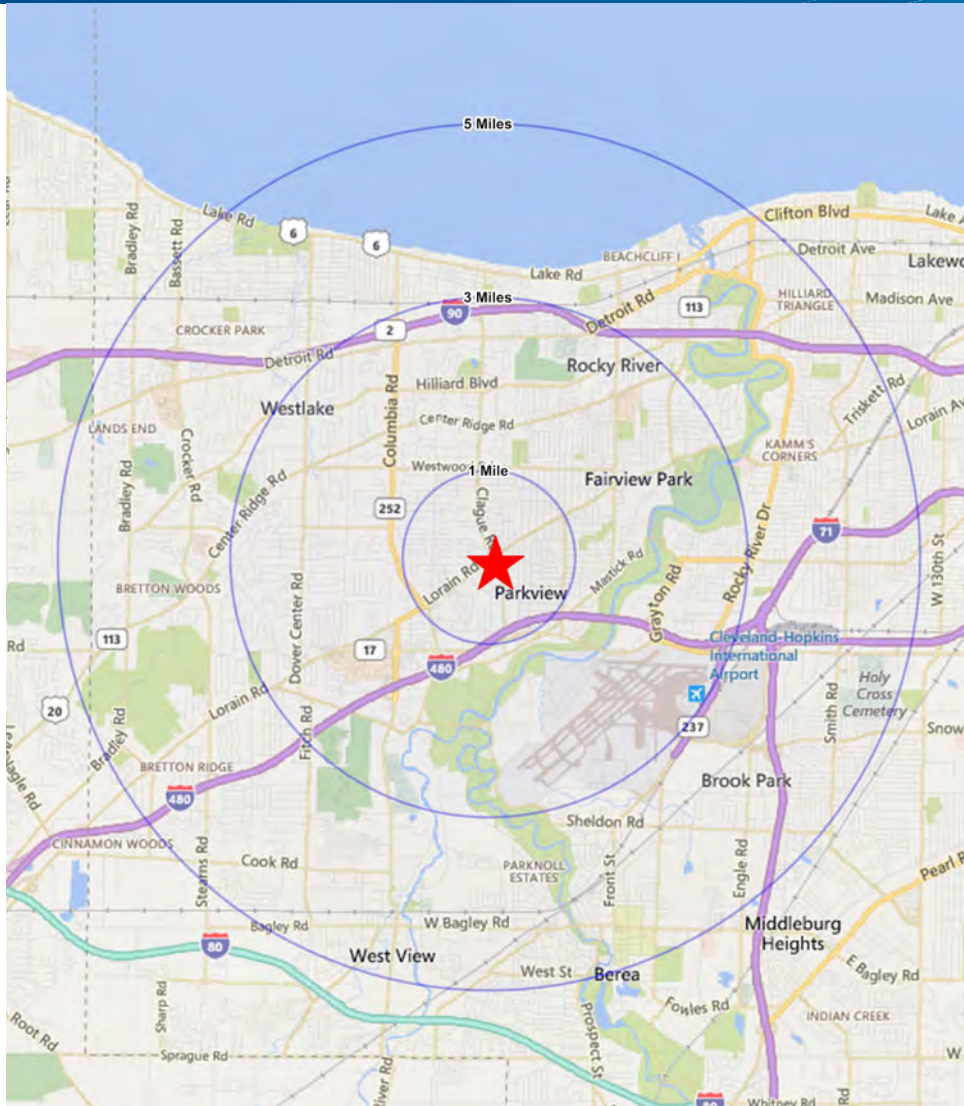 5 Miles
Lake Rd
6
6
Clifton Blvd
Lake A
Bradley Rd
Bassett Rd
Detroit Ave
BEACHCLIFF I
Lakewo
Lake Rd
3 Miles
90
113
HILLIARD
TRIANGLE
Madison Ave
Detroit Rd
CROCKER PARK
2
Detroit Rd
Rocky River
Hilliard Blvd
Triskett Rd
Westlake
Columbia Rd
Center Ridge Rd
Lorain Av
LANDS END
Crocker Rd
KAMM'S
CORNERS
Westwood
1 Mile
Fairview Park
Bradley Rd
Center Ridge Rd
252
Clague R
Rocky River Dr
71
W 130th St
Lorain Rd
Mastick Rd
BRETTON WOODS
Parkview
Grayton Rd
113
Rd
Dover Center Rd
17
480
Cleveland-Hopkins
International
Airport
20
Lorain Rd
Fitch Rd
237
Smith Rd
Holy
Cross
Cemetery
Snow
Bradley Rd
agle Rd
BRETTON RIDGE
480
Brook Park
Sheldon Rd
CINNAMON WOODS
Cook Rd
Stearns Rd
PARKNOLL
ESTATES
Front St
Engle Rd
Pearl R
Bagley Rd
W Bagley Rd
Middleburg
Heights
80
West View
West St
Berea
E Bagley Rd
Sharp Rd
Fowles Rd
Root Rd
Prospect St
INDIAN CREEK
Sprague Rd
W
River Rd
80
Whitney Rd